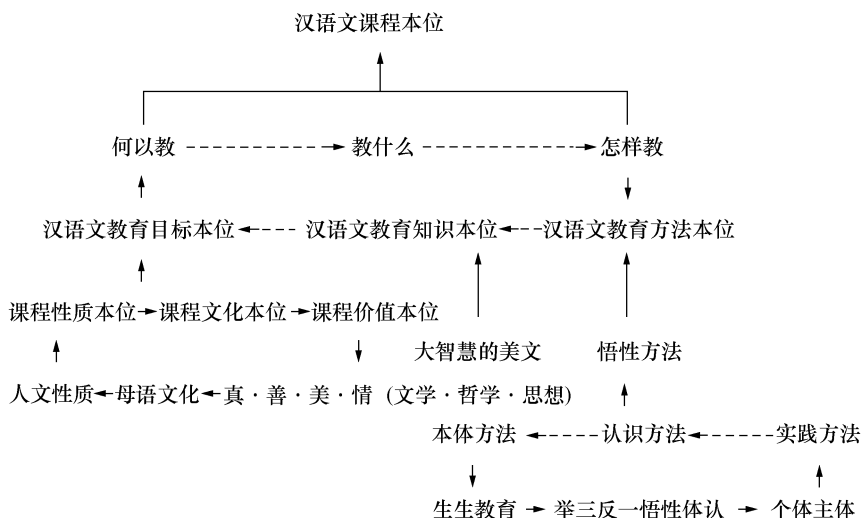 汉语文课程本位
何以教 教什么 怎样教
汉语文教育目标本位 汉语文教育知识本位 汉语文教育方法本位
课程性质本位 课程文化本位 课程价值本位
大智慧的美文 悟性方法
人文性质 母语文化 真·善·美·情 (文学·哲学·思想)
本体方法 认识方法 实践方法
生生教育 举三反一悟性体认 个体主体